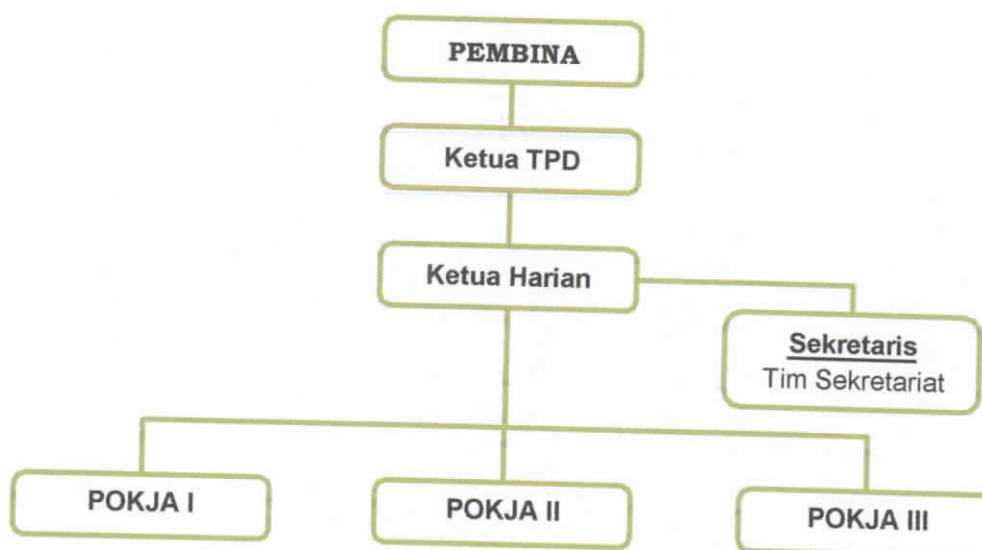 PEMBINA
Ketua TPD
Ketua Harian
Sekretaris
Tim Sekretariat
POKJA I
POKJA II
POKJA III